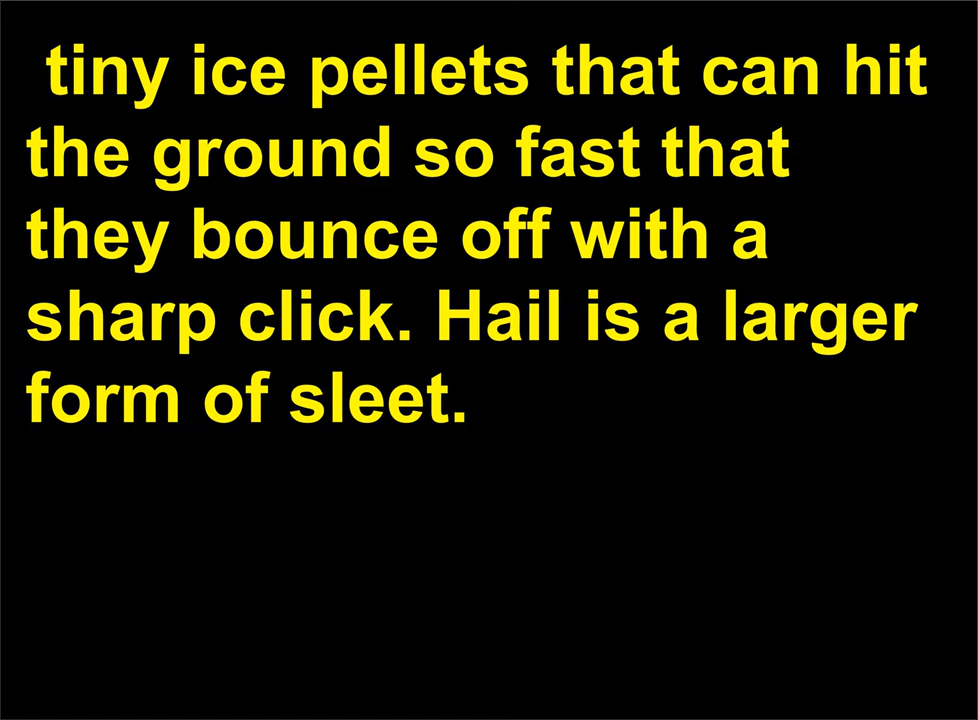 tiny ice pellets that can hit
the ground so fast that
they bounce off with a
sharp click. Hail is a larger
form of sleet.